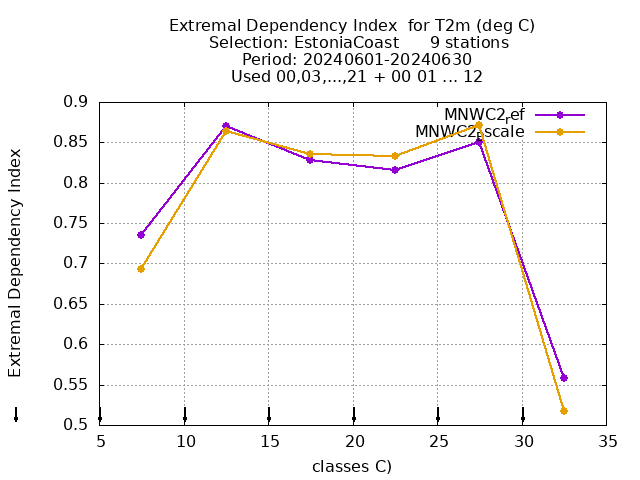 Extremal Dependency Index  for T2m (deg C)
Selection: EstoniaCoast      9 stations
Period: 20240601-20240630
Used 00,03,...,21 + 00 01 ... 12
MNWC2_ref
MNWC2_scale
0.9
0.85
0.8
0.75
0.7
0.65
0.6
0.55
0.5
Extremal Dependency Index
5 10 15 20 25 30 35
classes C)